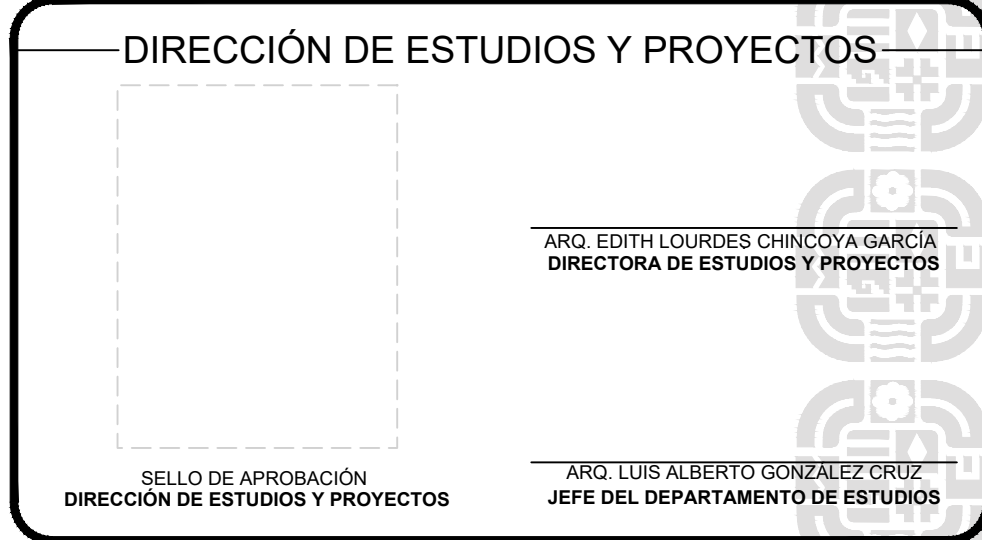 DIRECCIÓN DE ESTUDIOS Y PROYECTOS
ARQ. EDITH LOURDES CHINCOYA GARCÍA
DIRECTORA DE ESTUDIOS Y PROYECTOS
SELLO DE APROBACIÓN
DIRECCIÓN DE ESTUDIOS Y PROYECTOS
ARQ. LUIS ALBERTO GONZÁLEZ CRUZ
JEFE DEL DEPARTAMENTO DE ESTUDIOS